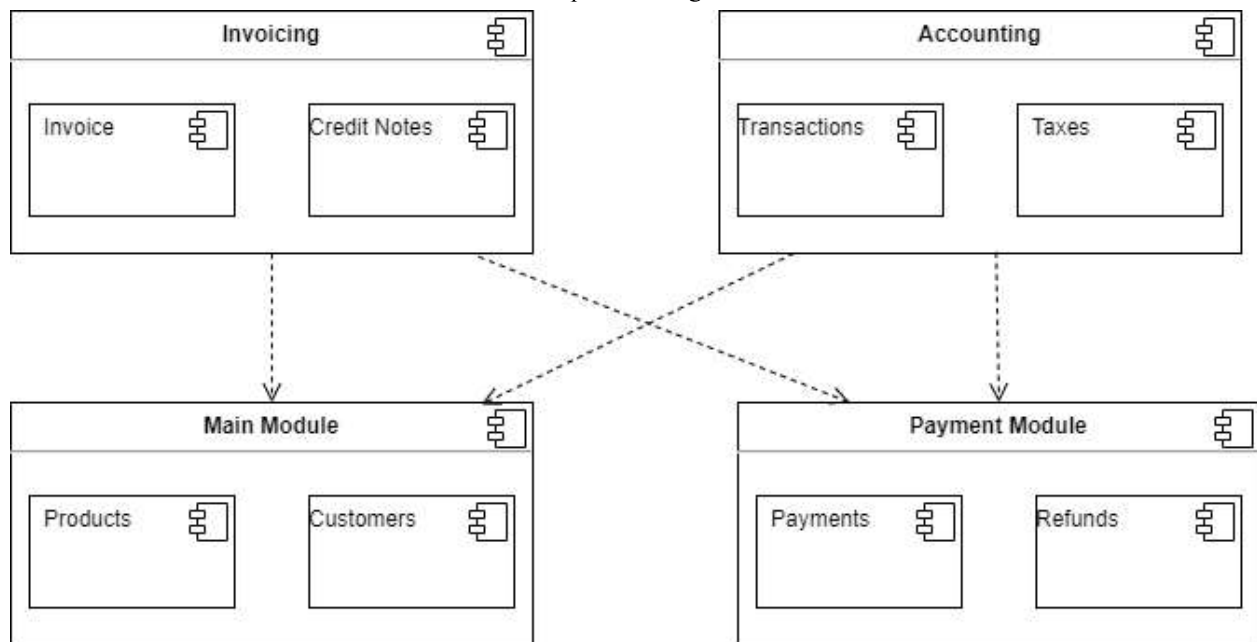 Invoicing
Accounting
Invoice
Credit Notes
Transactions
Taxes
Main Module
Payment Module
Products
Customers
Payments
Refunds